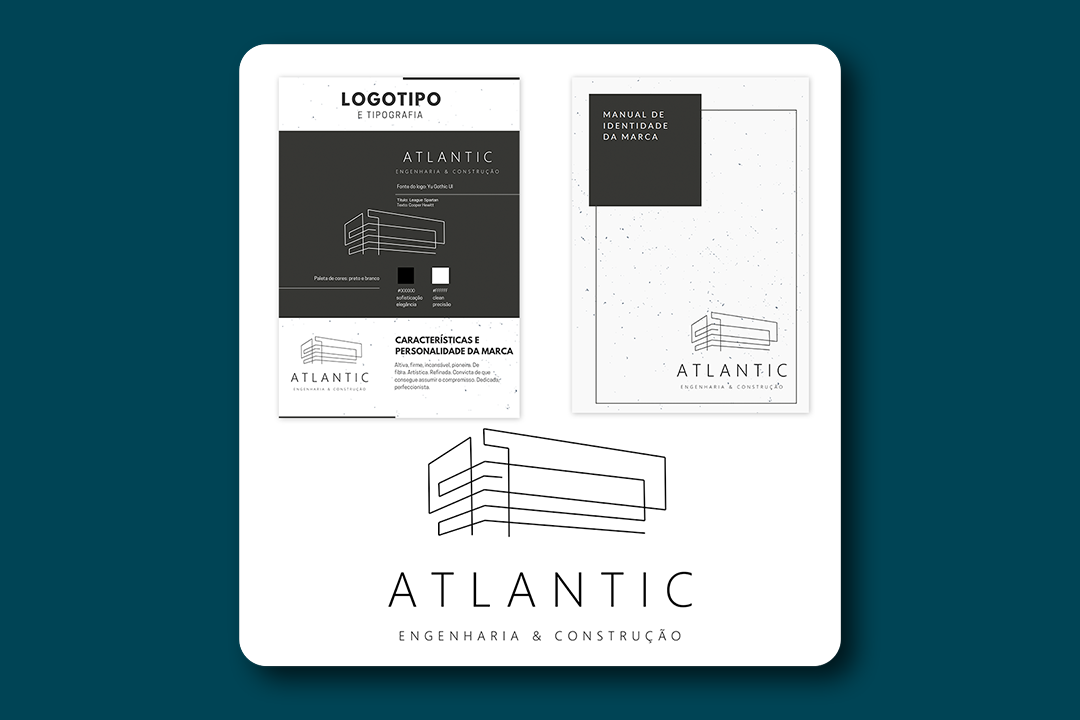 LOGOTIPO
E TIPOGRAFIA
ATLANTIC
ENGENHARIA & CONSTRUÇÃO
Fonte do logo: Yu Gothic UI
Título: League Spartan
Texto: Cooper Hewitt
Paleta de cores: preto e branco
#000000
sofisticação
elegância
#ffffff
clean
precisão
ATLANTIC
ENGENHARIA & CONSTRUÇÃO
CARACTERÍSTICAS E
PERSONALIDADE DA MARCA
Altiva, firme, incansável, pioneira. De
fibra. Artística. Refinada. Convicta de que
consegue assumir o compromisso. Dedicada,
perfeccionista.
MANUAL DE
IDENTIDADE
DA MARCA
ATLANTIC
ENGENHARIA & CONSTRUÇÃO
ATLANTIC
ENGENHARIA & CONSTRUÇÃO